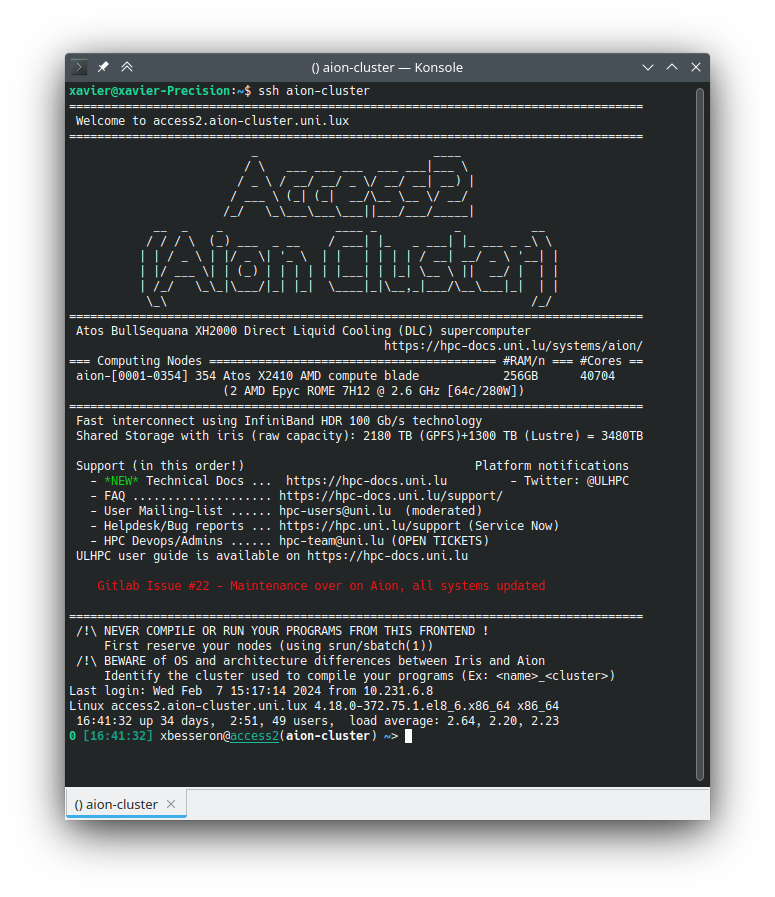 () aion-cluster — Konsole
xavier@xavier-Precision:~$ ssh aion-cluster
==================================================================================
Welcome to access2.aion-cluster.uni.lux
==================================================================================
Access2
(Aion Cluster)
==================================================================================
Atos BullSequana XH2000 Direct Liquid Cooling (DLC) supercomputer
https://hpc-docs.uni.lu/systems/aion/
=== Computing Nodes ========================================= #RAM/n === #Cores ==
aion-[0001-0354] 354 Atos X2410 AMD compute blade 256GB 40704
(2 AMD Epyc ROME 7H12 @ 2.6 GHz [64c/280W])
==================================================================================
Fast interconnect using InfiniBand HDR 100 Gb/s technology
Shared Storage with iris (raw capacity): 2180 TB (GPFS)+1300 TB (Lustre) = 3480TB
Support (in this order!) Platform notifications
- *NEW* Technical Docs ... https://hpc-docs.uni.lu - Twitter: @ULHPC
- FAQ .................... https://hpc-docs.uni.lu/support/
- User Mailing-list ...... hpc-users@uni.lu (moderated)
- Helpdesk/Bug reports ... https://hpc.uni.lu/support (Service Now)
- HPC Devops/Admins ...... hpc-team@uni.lu (OPEN TICKETS)
ULHPC user guide is available on https://hpc-docs.uni.lu
Gitlab Issue #22 - Maintenance over on Aion, all systems updated
==================================================================================
/!\ NEVER COMPILE OR RUN YOUR PROGRAMS FROM THIS FRONTEND !
First reserve your nodes (using srun/sbatch(1))
/!\ BEWARE of OS and architecture differences between Iris and Aion
Identify the cluster used to compile your programs (Ex: <name>_<cluster>)
Last login: Wed Feb  7 15:17:14 2024 from 10.231.6.8
Linux access2.aion-cluster.uni.lux 4.18.0-372.75.1.el8_6.x86_64 x86_64
16:41:32 up 34 days,  2:51, 49 users,  load average: 2.64, 2.20, 2.23
0 [16:41:32] xbesseron@access2(aion-cluster) ~>
() aion-cluster